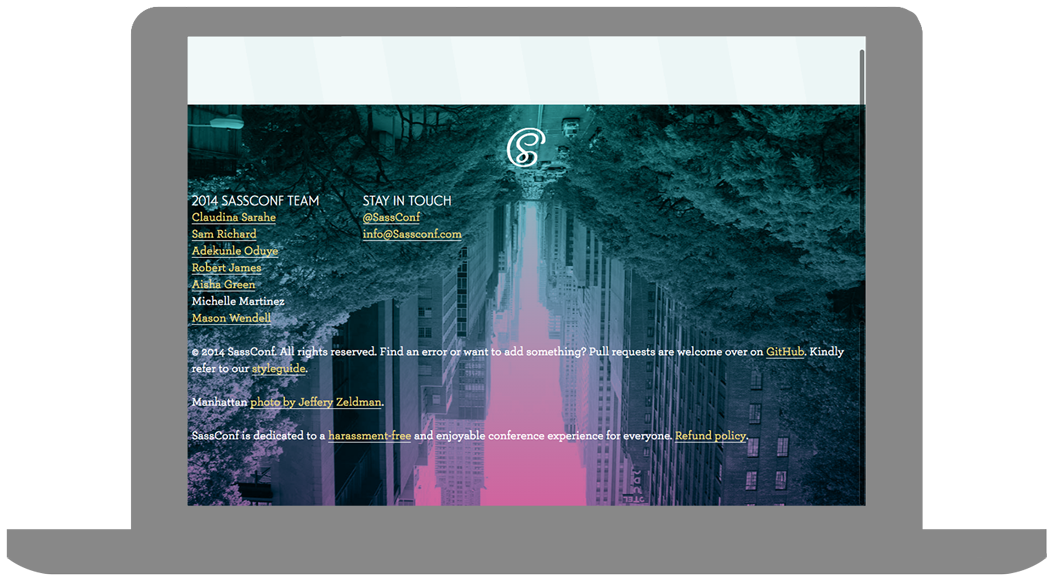 2014 SASSCONF TEAM
Claudina Sarahe
Sam Richard
Adekunle Oduye
Robert James
Aisha Green
Michelle Martinez
Mason Wendell
STAY IN TOUCH
@SassConf
info@Sassconf.com
© 2014 SassConf. All rights reserved. Find an error or want to add something? Pull requests are welcome over on GitHub. Kindly
refer to our styleguide.
Manhattan photo by Jeffery Zeldman.
SassConf is dedicated to a harassment-free and enjoyable conference experience for everyone. Refund policy.